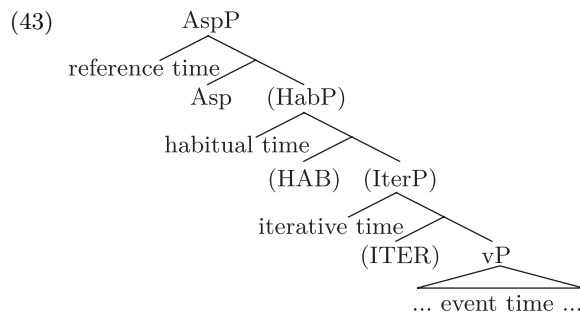 (43) AspP
reference time
Asp (HabP)
habitual time
(HAB) (IterP)
iterative time
(ITER) vP
... event time ...